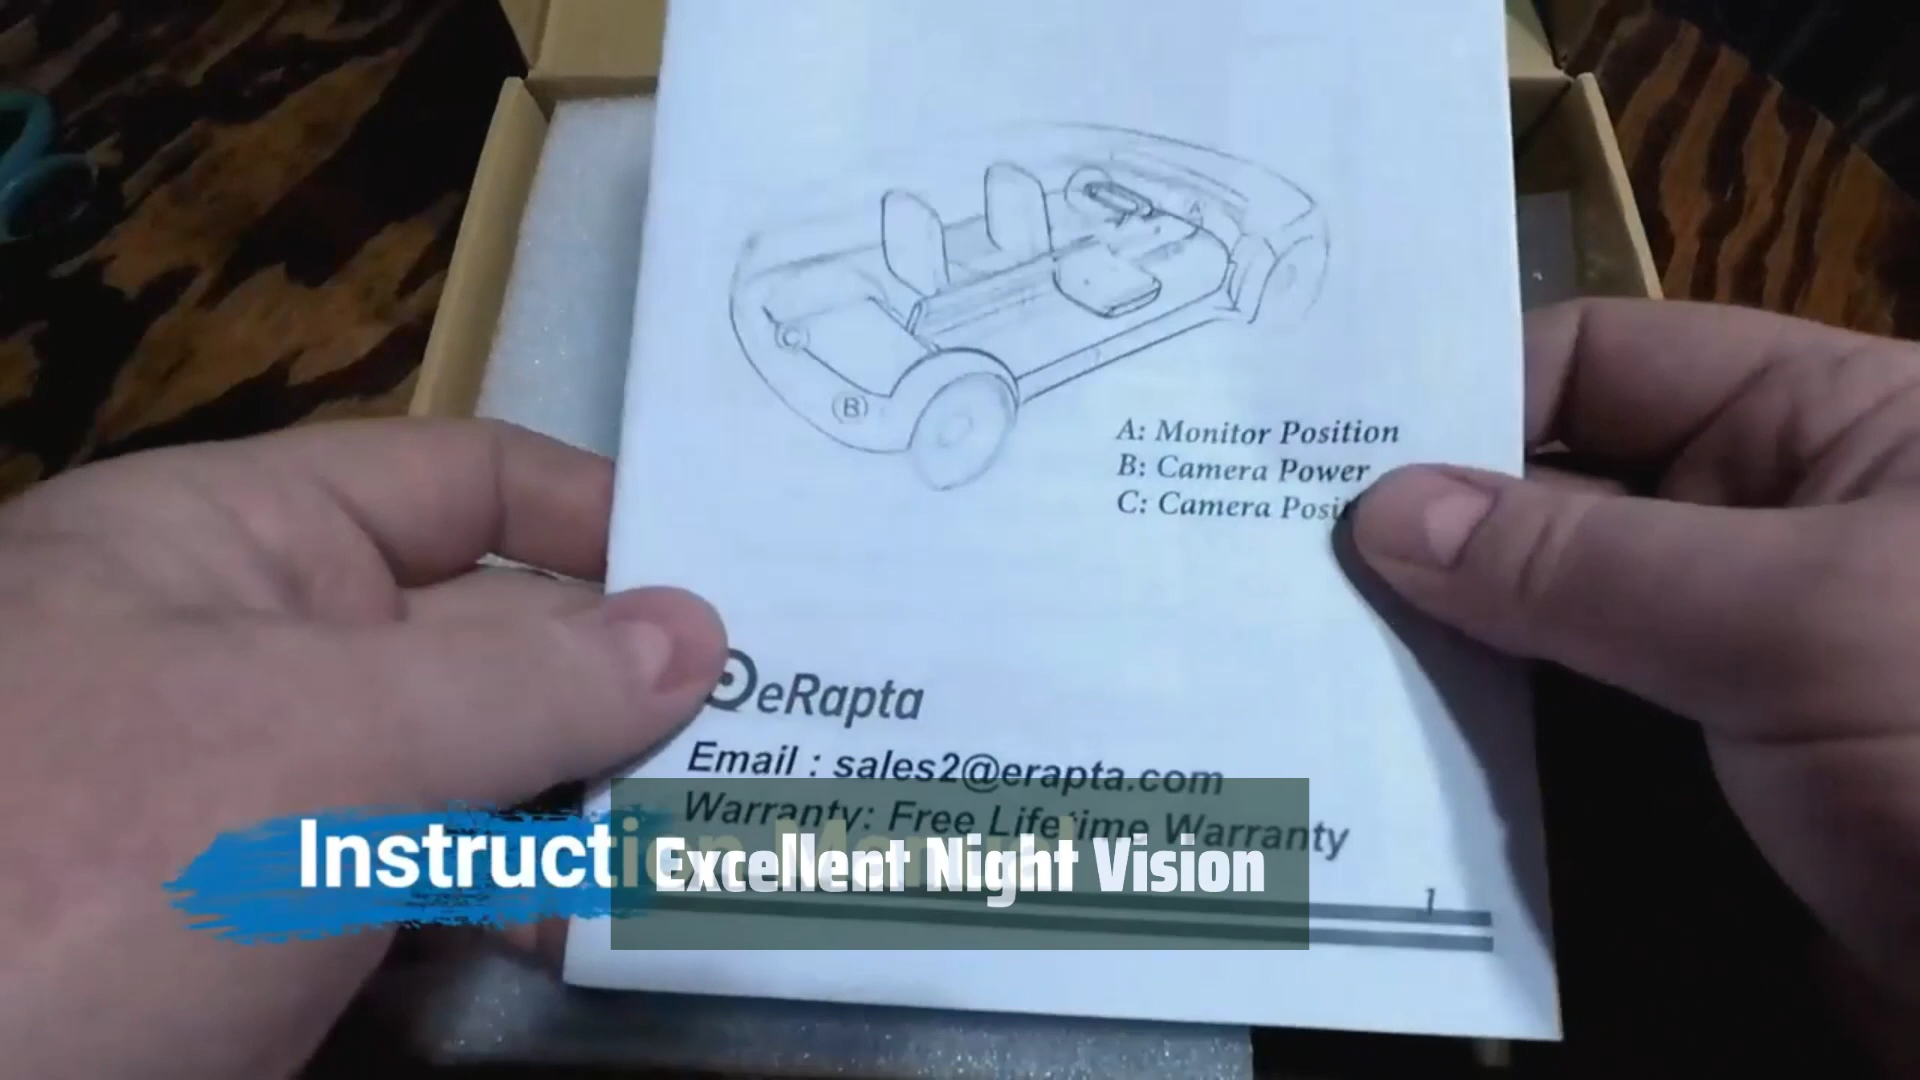 A
C
B
A: Monitor Position
B: Camera Power
C: Camera Posi
eRapta
Email : sales2@erapta.com
Warranty: Free Lifetime Warranty
Instruction
Excellent Night Vision
1